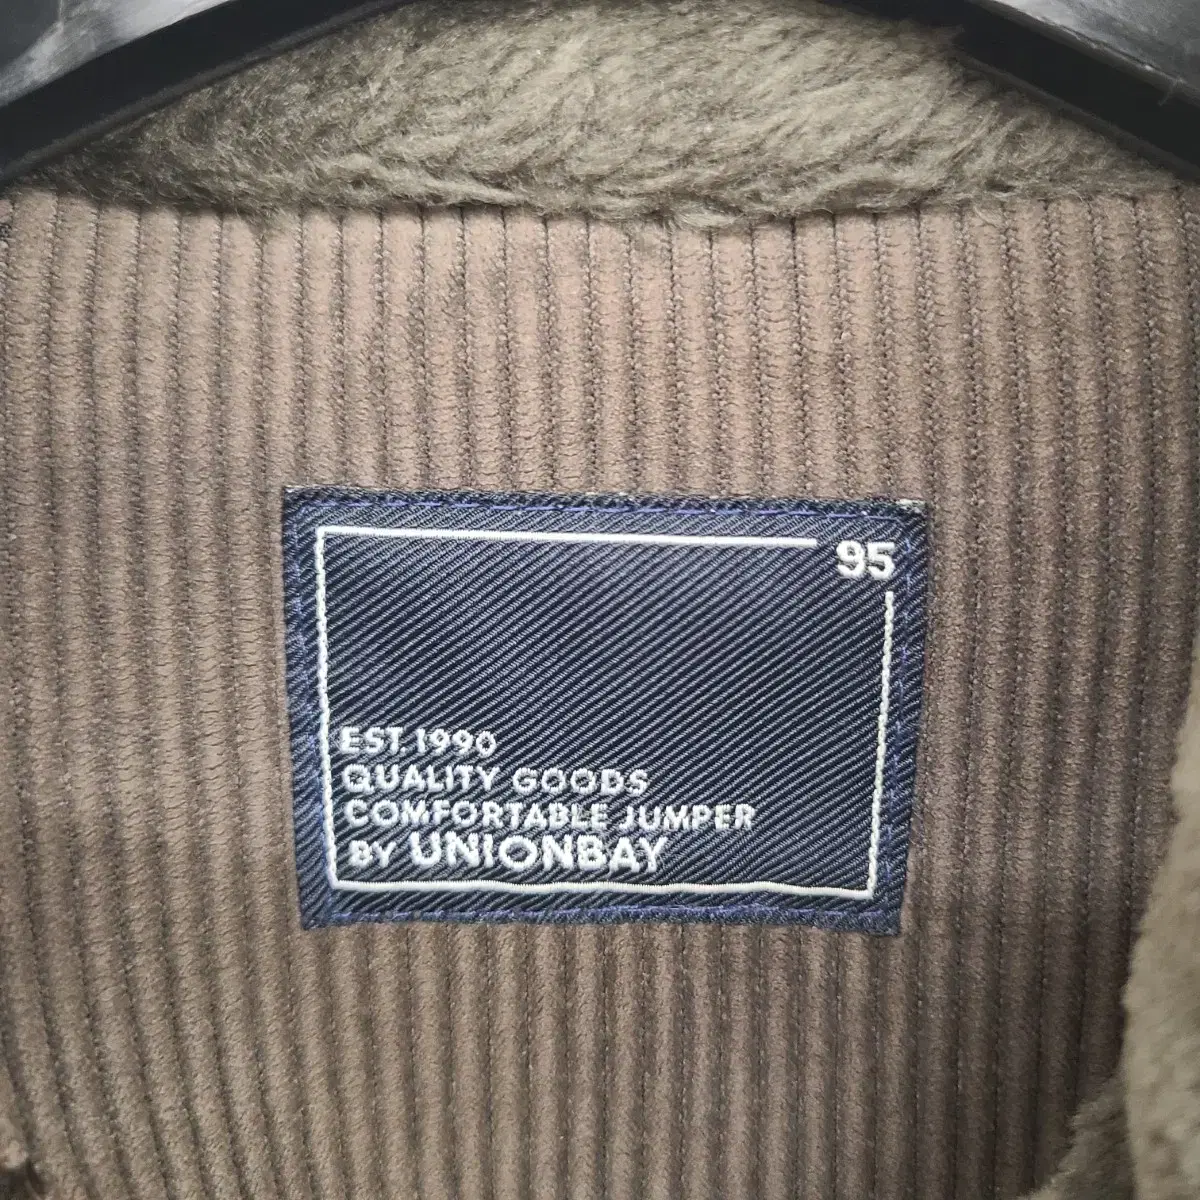 95
EST. 1990
QUALITY GOODS
COMFORTABLE JUMPER
BY UNIONBAY